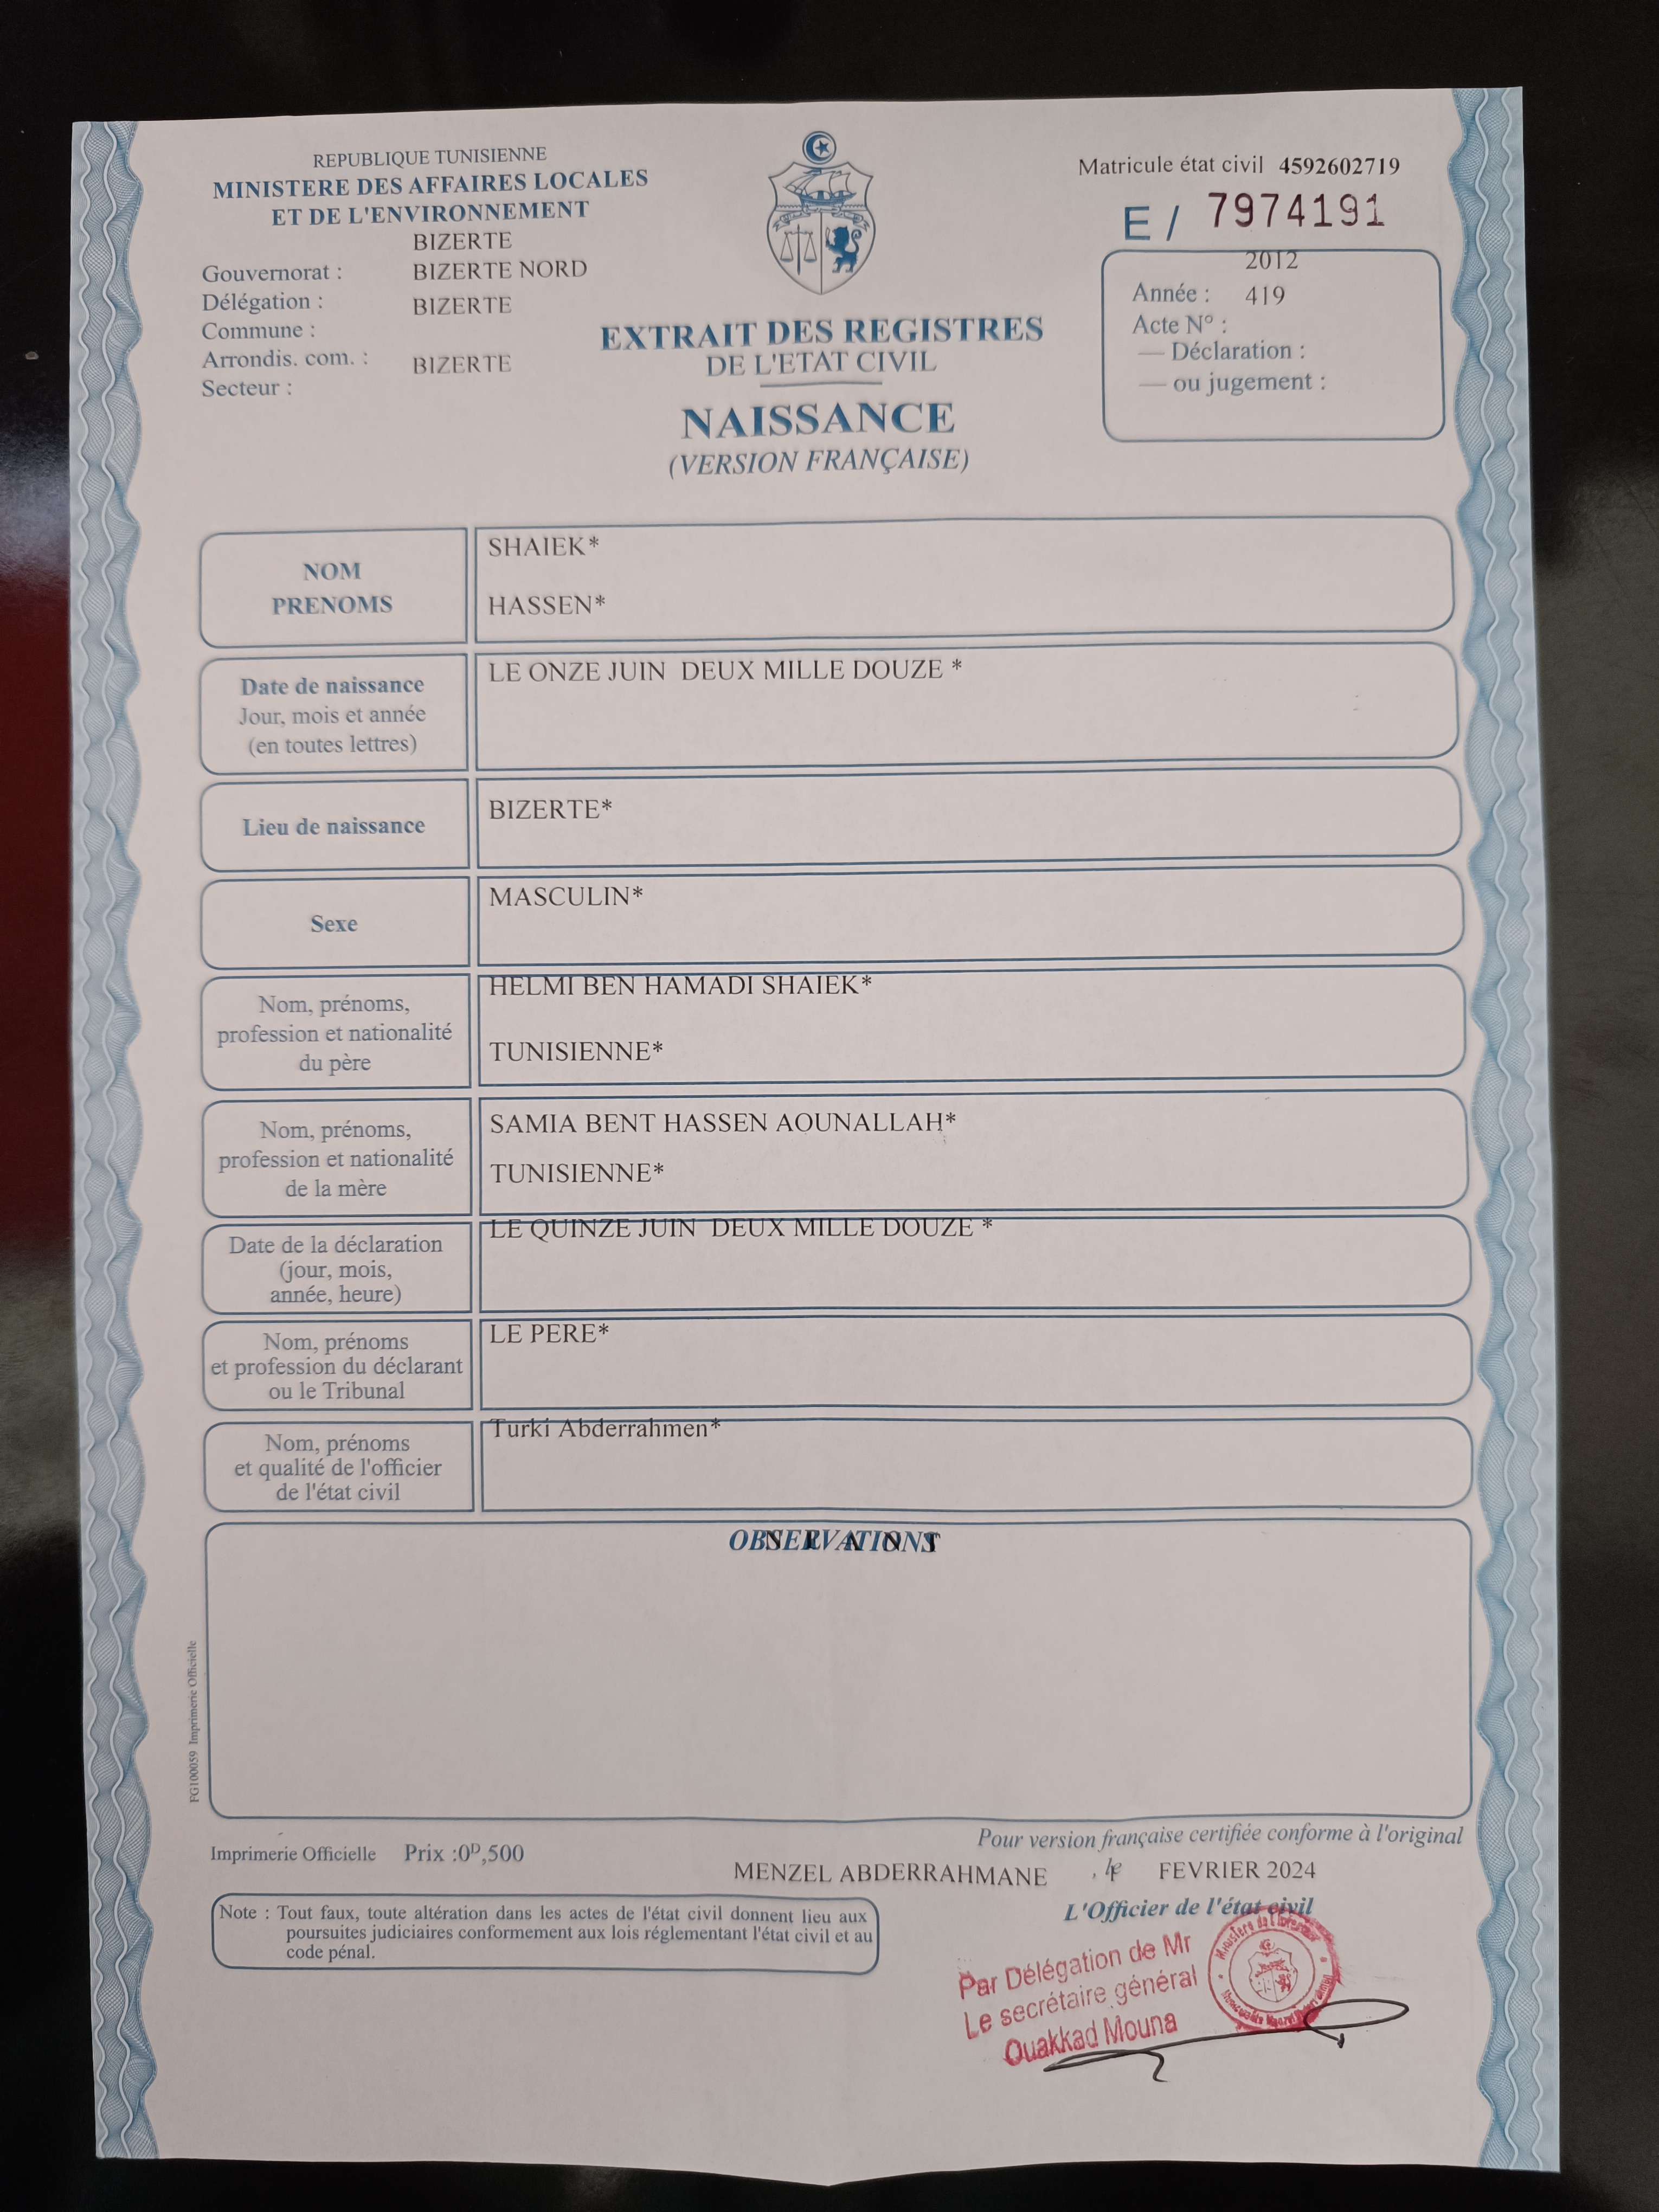 REPUBLIQUE TUNISIENNE
MINISTERE DES AFFAIRES LOCALES
ET DE L'ENVIRONNEMENT
BIZERTE
Gouvernorat : BIZERTE NORD
Délégation : BIZERTE
Commune :
Arrondis. com. : BIZERTE
Secteur :
Matricule état civil 4592602719
E / 7974191
2012
Année : 419
Acte N° :
— Déclaration :
— ou jugement :
EXTRAIT DES REGISTRES
DE L'ETAT CIVIL
NAISSANCE
(VERSION FRANÇAISE)
NOM
PRENOMS
SHAIEK*
HASSEN*
Date de naissance
Jour, mois et année
(en toutes lettres)
LE ONZE JUIN DEUX MILLE DOUZE *
Lieu de naissance
BIZERTE*
Sexe
MASCULIN*
Nom, prénoms,
profession et nationalité
du père
HELMI BEN HAMADI SHAIEK*
TUNISIENNE*
Nom, prénoms,
profession et nationalité
de la mère
SAMIA BENT HASSEN AOUNALLAH*
TUNISIENNE*
Date de la déclaration
(jour, mois,
année, heure)
LE QUINZE JUIN DEUX MILLE DOUZE *
Nom, prénoms
et profession du déclarant
ou le Tribunal
LE PERE*
Nom, prénoms
et qualité de l'officier
de l'état civil
Turki Abderrahmen*
OBSERVATIONS
FG100059 Imprimerie Officielle
Imprimerie Officielle Prix :0ᴰ,500
Pour version française certifiée conforme à l'original
MENZEL ABDERRAHMANE , le FEVRIER 2024
L'Officier de l'état civil
Note : Tout faux, toute altération dans les actes de l'état civil donnent lieu aux
poursuites judiciaires conformement aux lois réglementant l'état civil et au
code pénal.
Par Délégation de Mr
Le secrétaire général
Ouakkad Mouna
Ministère de l'Intérieur